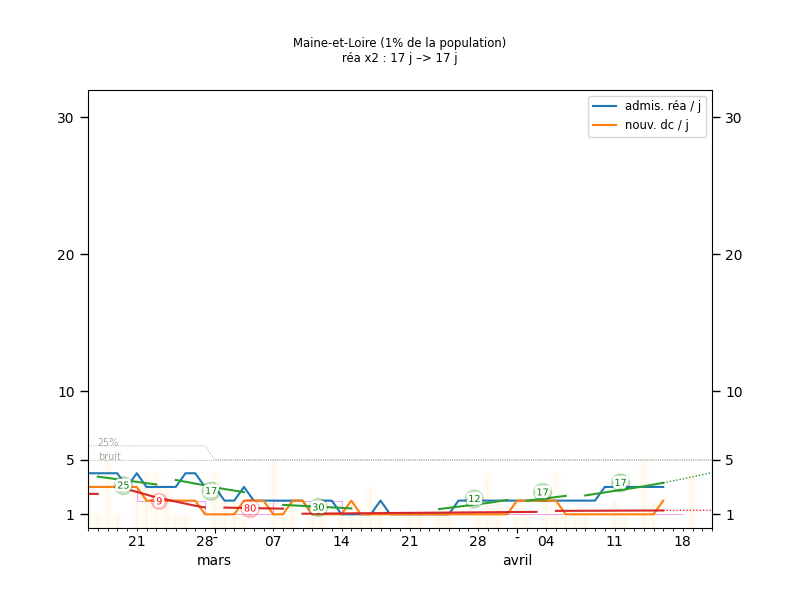 Maine-et-Loire (1% de la population)
réa x2 : 17 j –> 17 j
admis. réa / j
nouv. dc / j
30 30
20 20
10 10
25%
bruit
5 5
25 9 17 80 30 12 17 17
1 1
21 28 07 14 21 28 04 11 18
mars avril